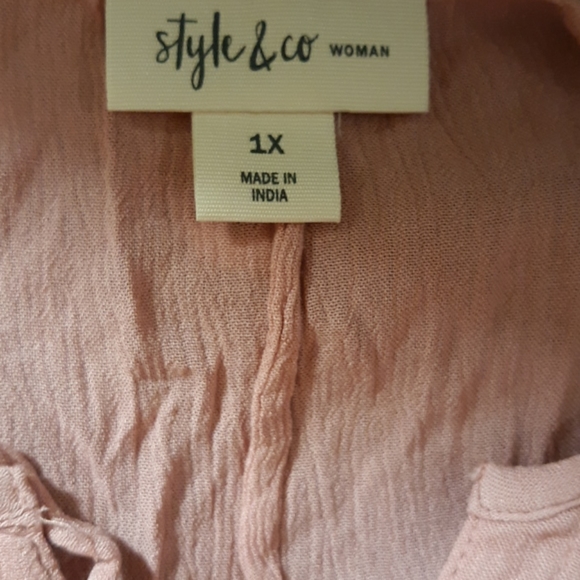 style & co WOMAN
1X
MADE IN
INDIA